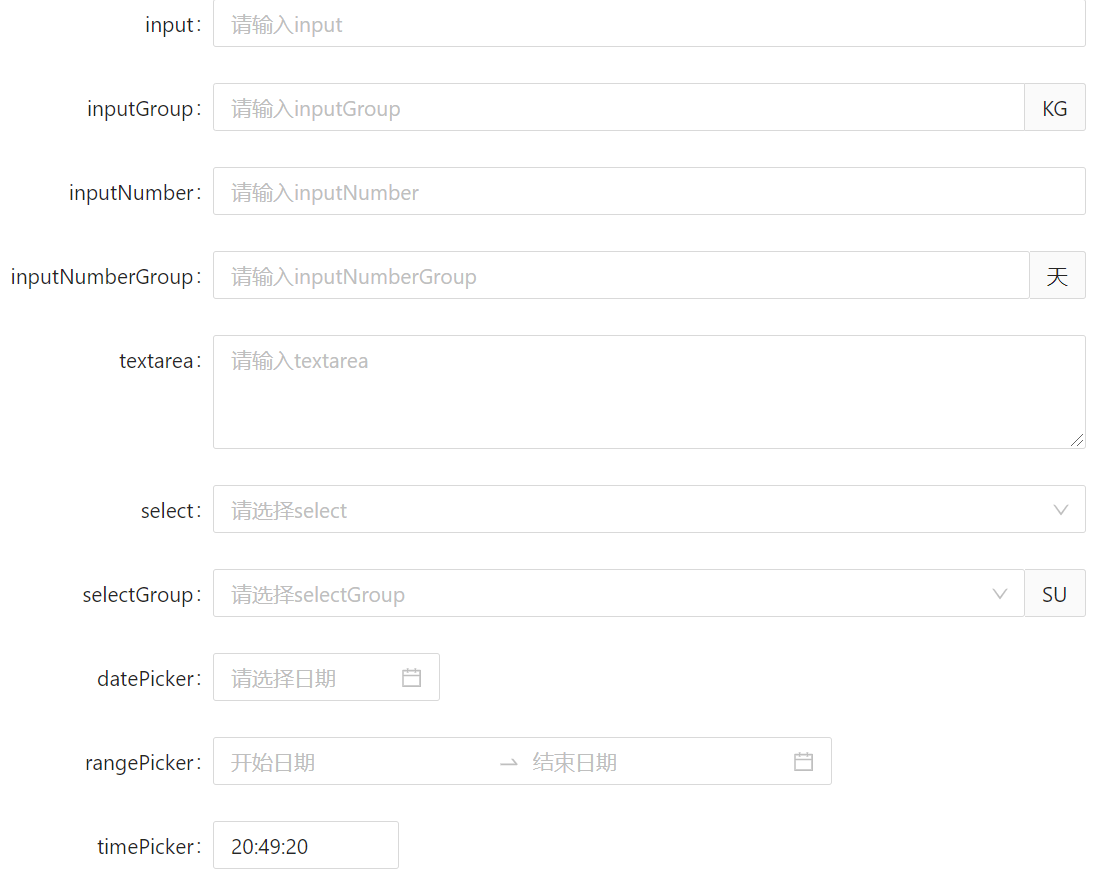 input: 请输入input
inputGroup: 请输入inputGroup KG
inputNumber: 请输入inputNumber
inputNumberGroup: 请输入inputNumberGroup 天
textarea: 请输入textarea
select: 请选择select
selectGroup: 请选择selectGroup SU
datePicker: 请选择日期
rangePicker: 开始日期 → 结束日期
timePicker: 20:49:20